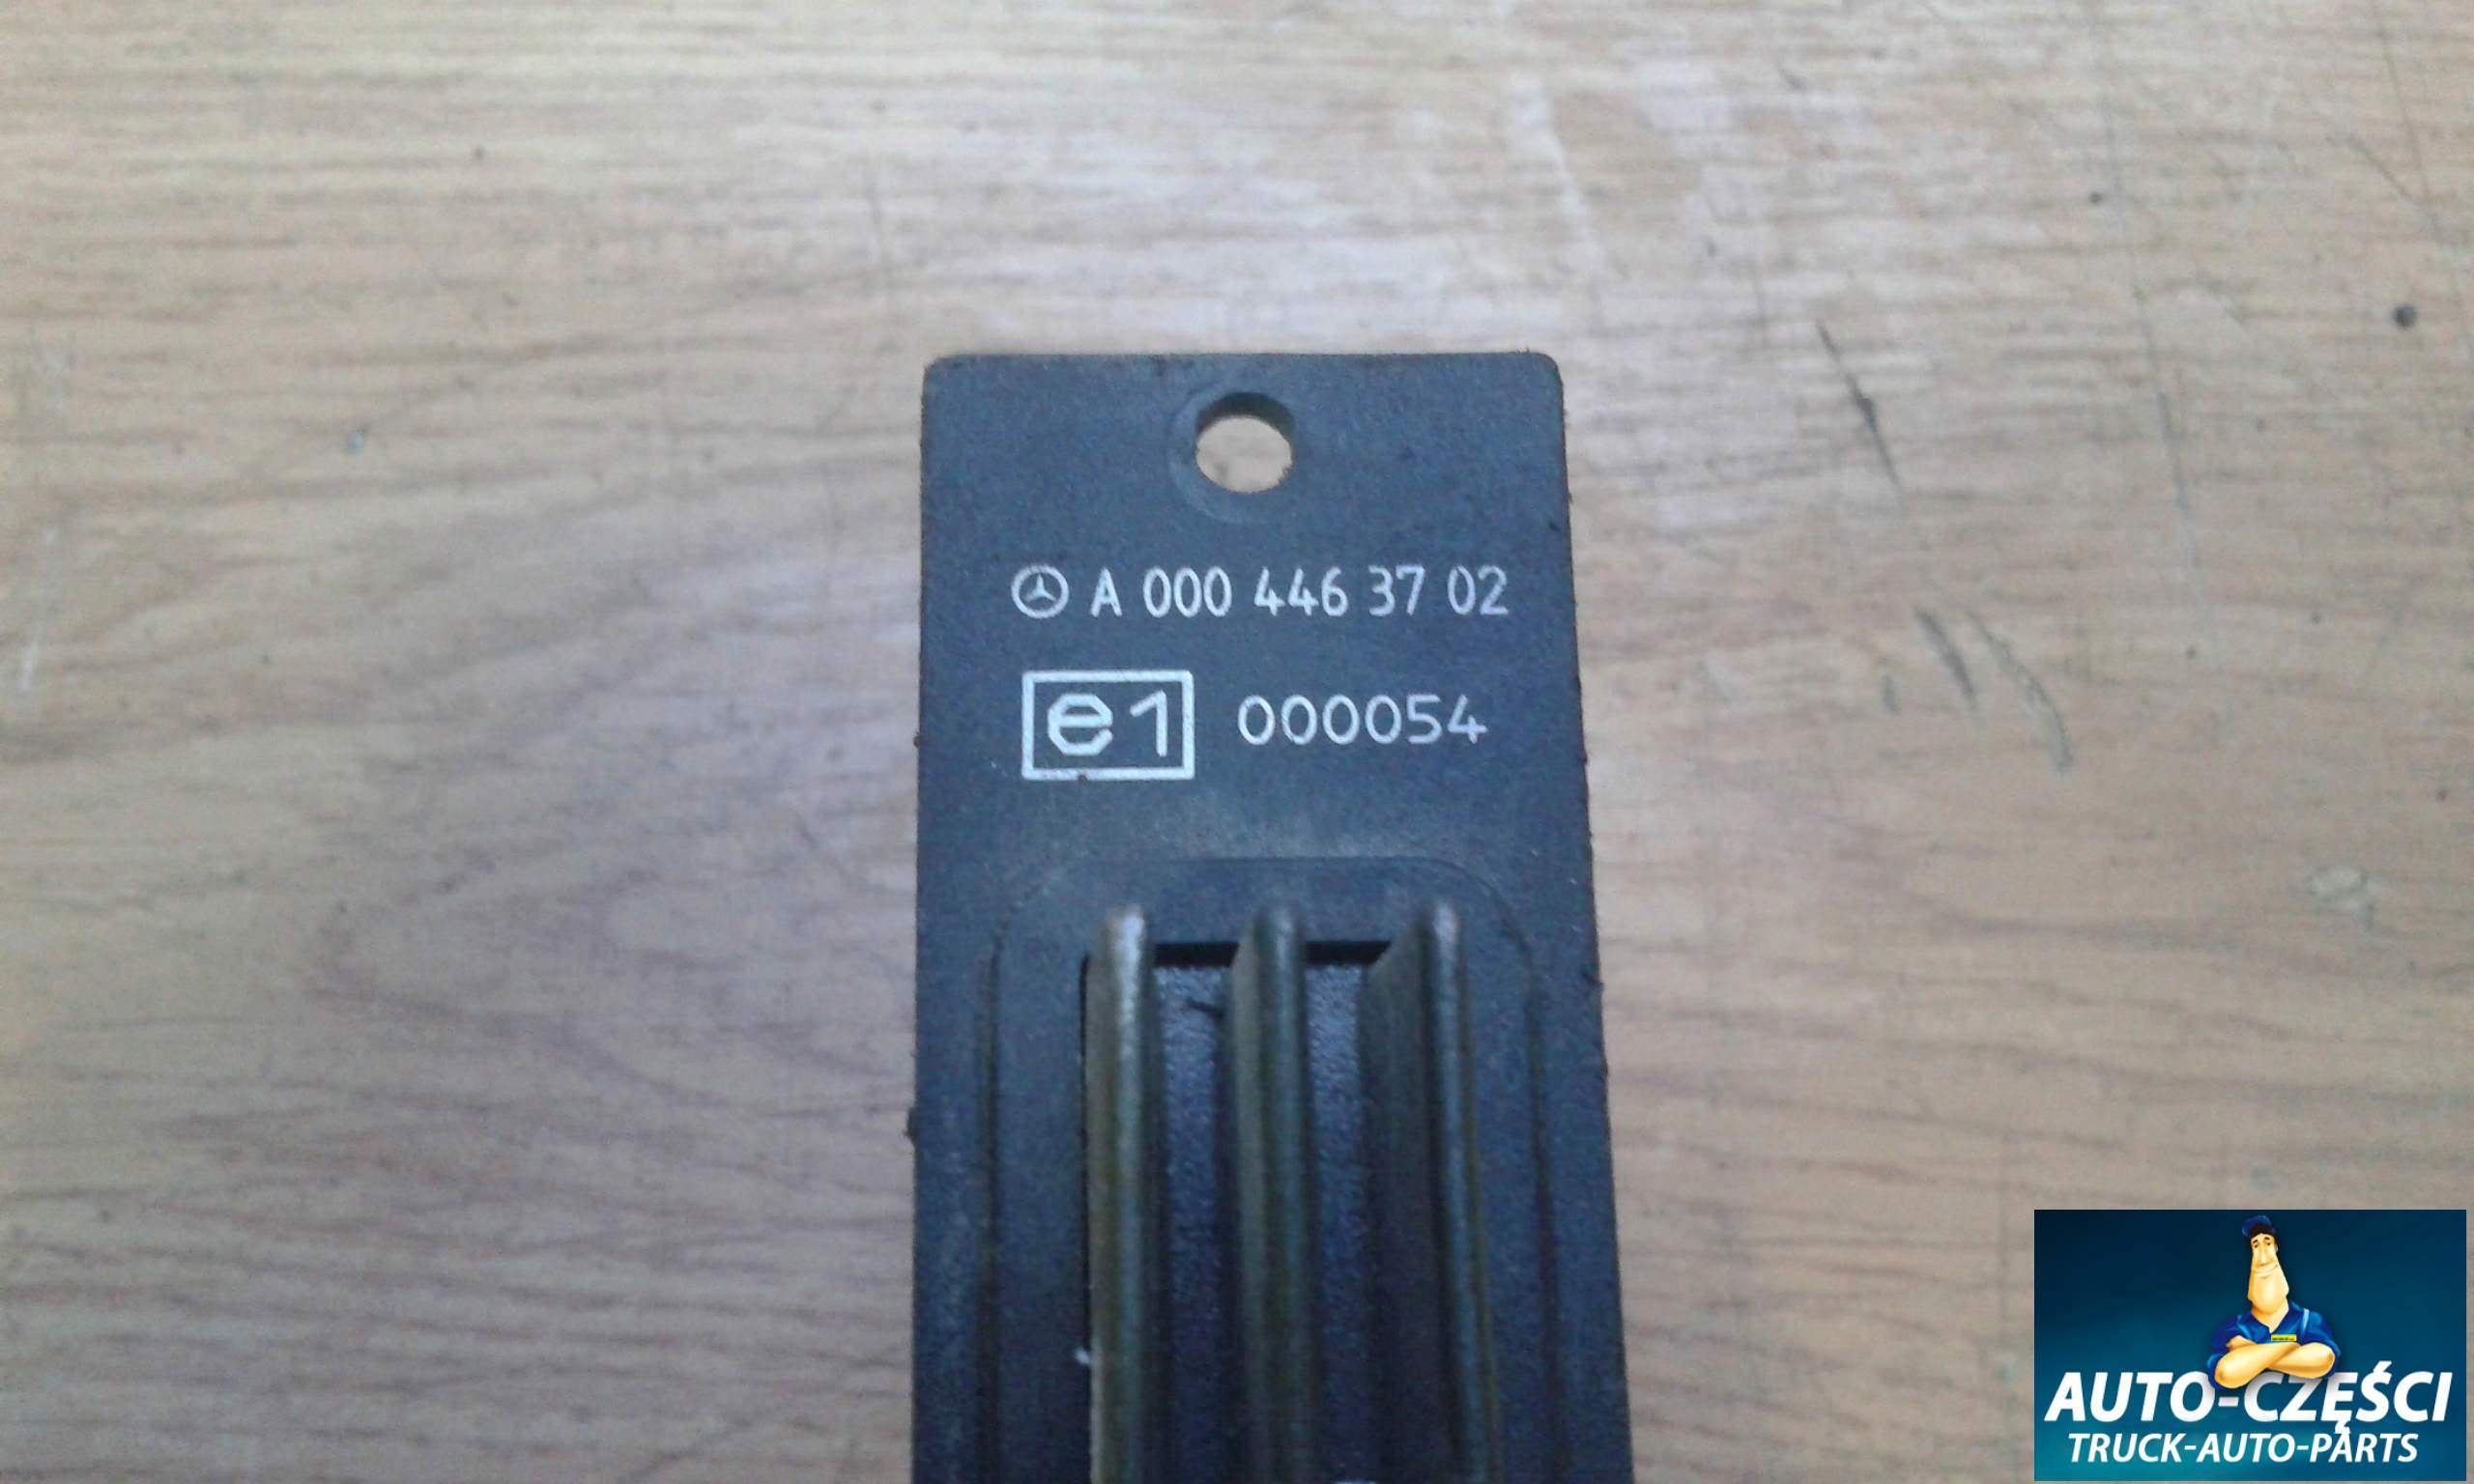 A 000 446 37 02
e1 000054
AUTO-CZĘŚCI
TRUCK-AUTO-PARTS